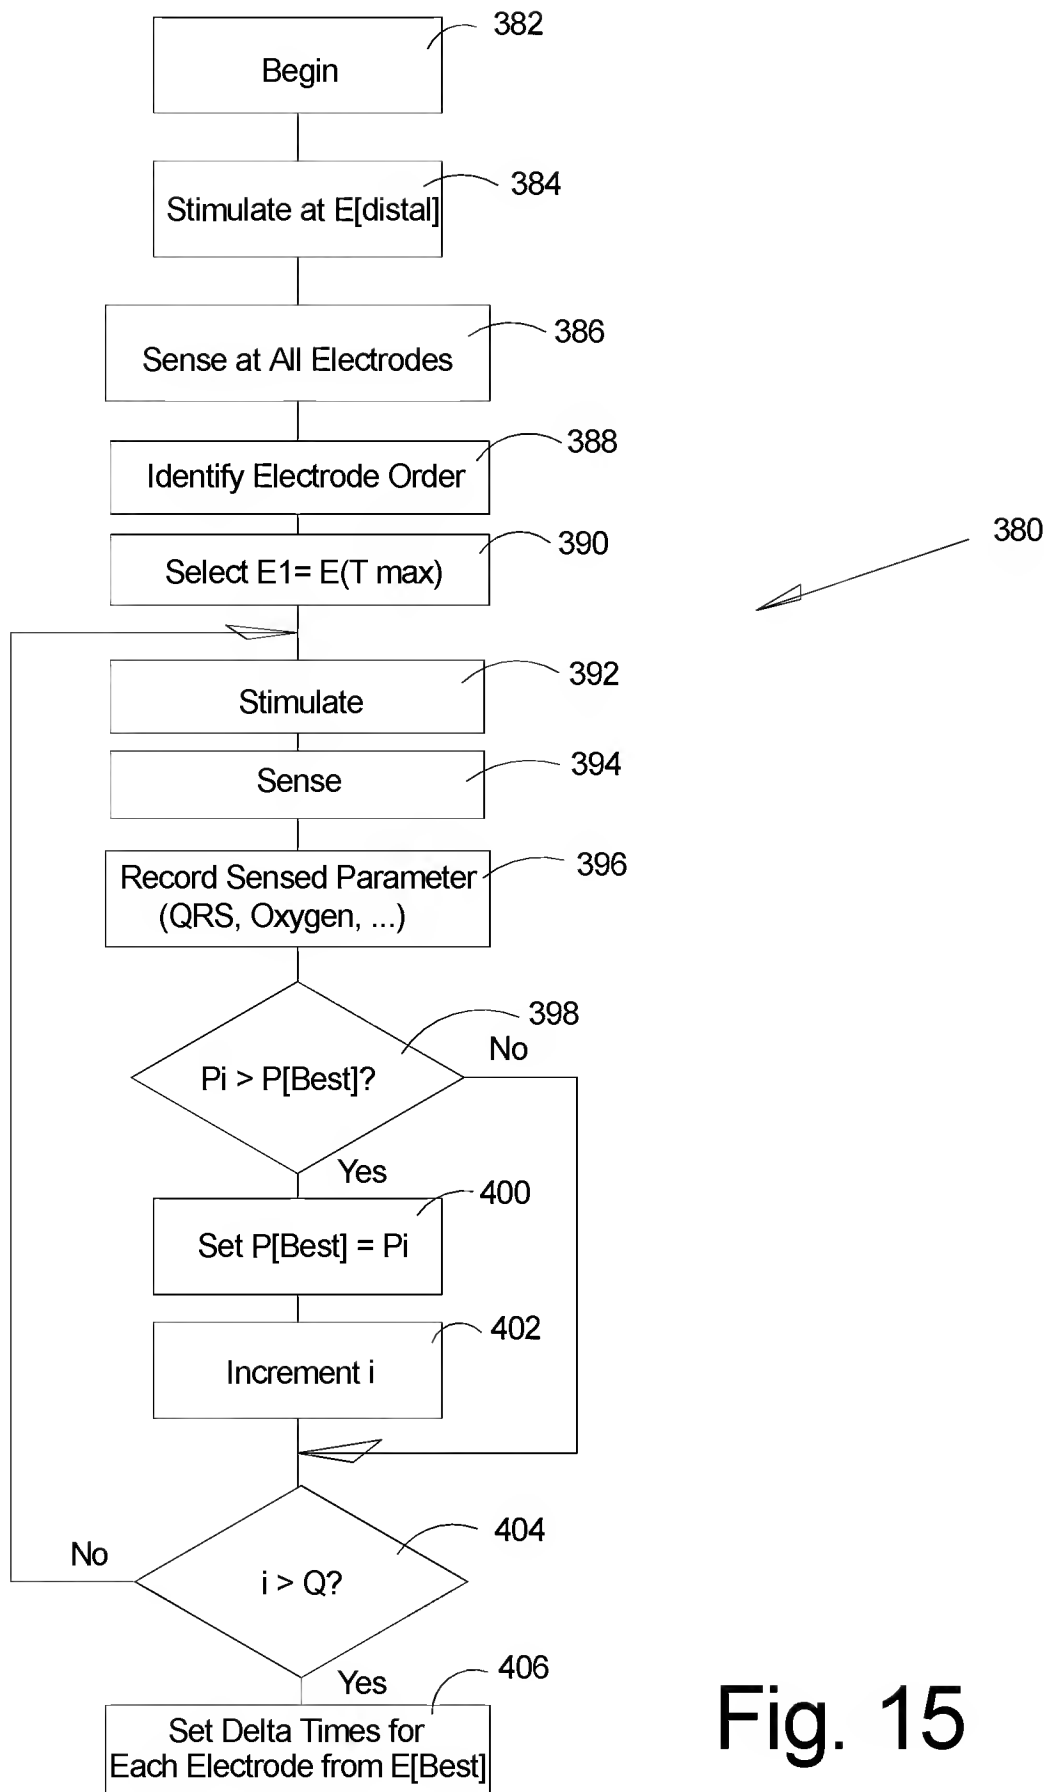 382
Begin
384
Stimulate at E[distal]
386
Sense at All Electrodes
388
Identify Electrode Order
390
Select E1= E(T max)
380
392
Stimulate
394
Sense
396
Record Sensed Parameter
(QRS, Oxygen, ...)
398
No
Pi > P[Best]?
Yes
400
Set P[Best] = Pi
402
Increment i
404
No
i > Q?
Yes
406
Set Delta Times for
Each Electrode from E[Best]
Fig. 15